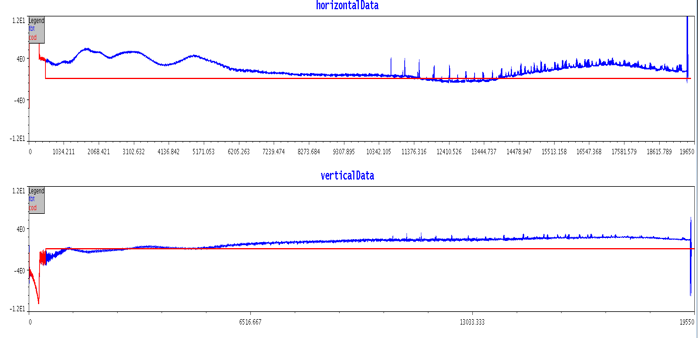 horizontalData
1.2E1
Legend
cod
4E0
-4E0
-1.2E1
0 1034.211 2068.421 3102.632 4136.842 5171.053 6205.263 7239.474 8273.684 9307.895 10342.105 11376.316 12410.526 13444.737 14478.947 15513.158 16547.368 17581.579 18615.789 19650
verticalData
1.2E1
Legend
cod
4E0
-4E0
-1.2E1
0 6516.667 13033.333 19550